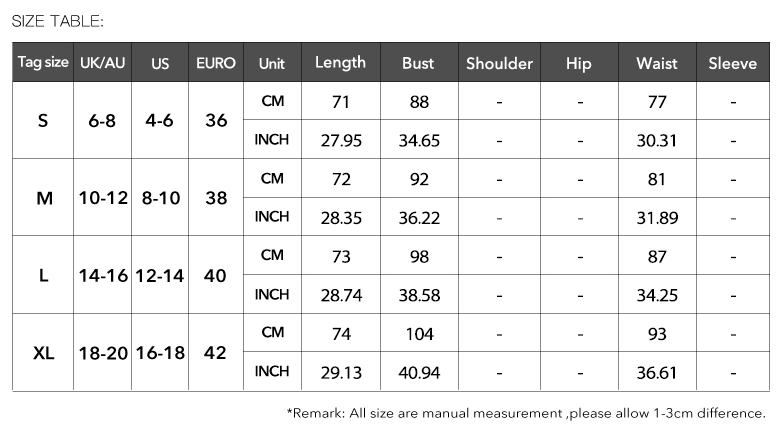 SIZE TABLE:
Tag size UK/AU US EURO Unit Length Bust Shoulder Hip Waist Sleeve
S 6-8 4-6 36 CM 71 88 - - 77 -
INCH 27.95 34.65 - - 30.31 -
M 10-12 8-10 38 CM 72 92 - - 81 -
INCH 28.35 36.22 - - 31.89 -
L 14-16 12-14 40 CM 73 98 - - 87 -
INCH 28.74 38.58 - - 34.25 -
XL 18-20 16-18 42 CM 74 104 - - 93 -
INCH 29.13 40.94 - - 36.61 -
*Remark: All size are manual measurement ,please allow 1-3cm difference.